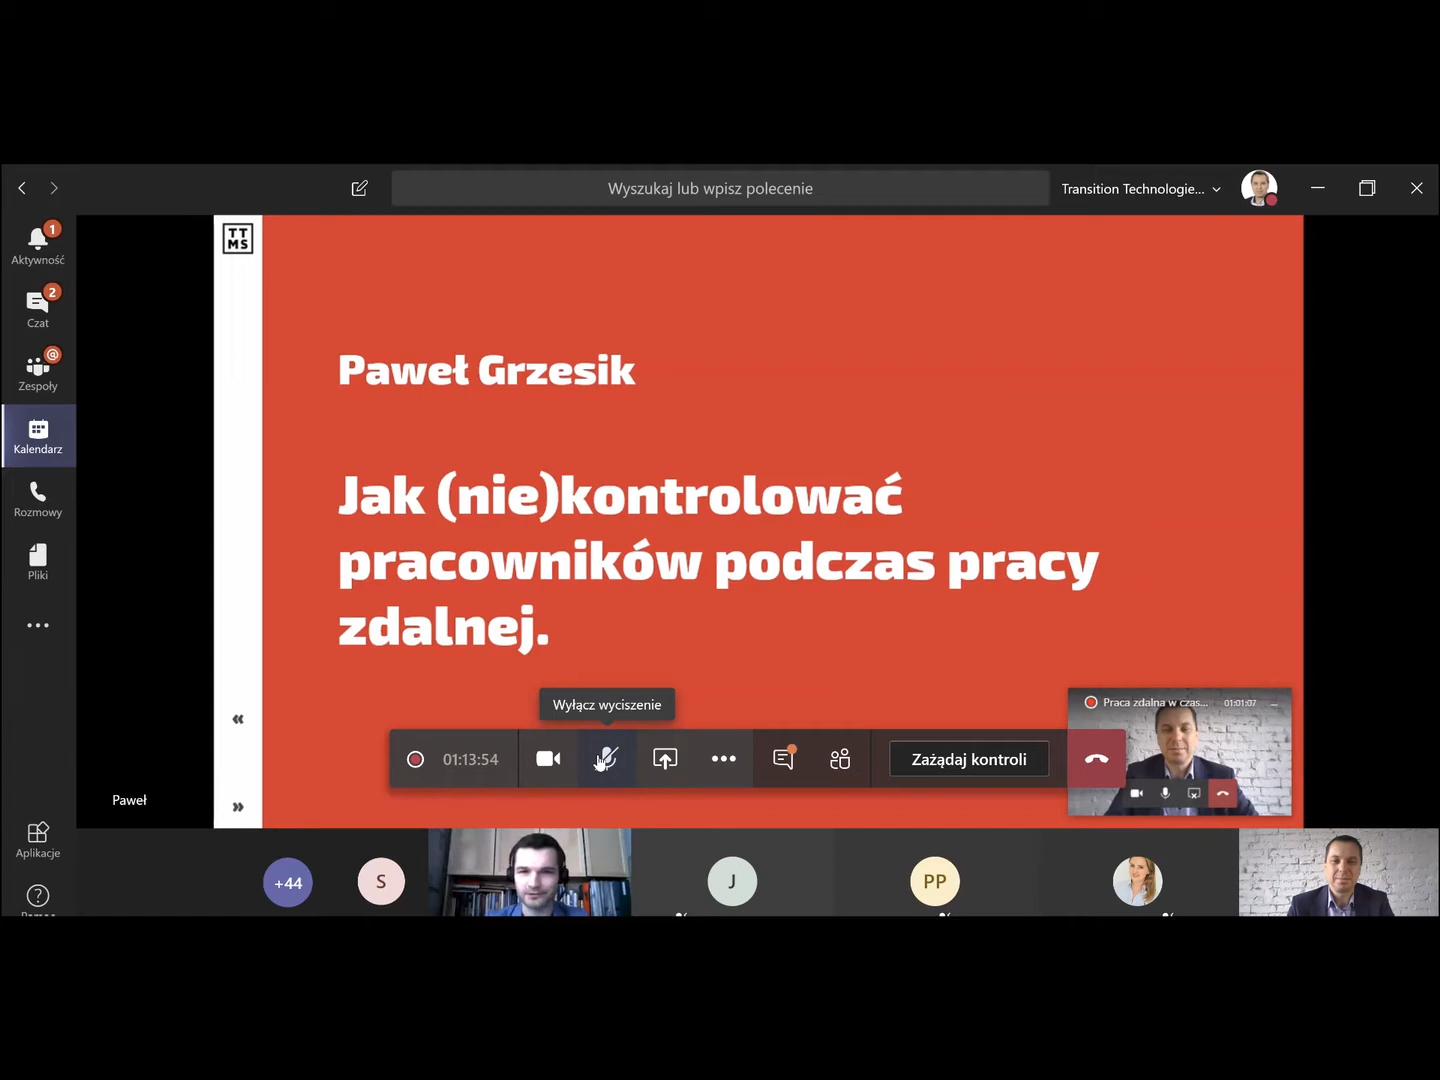 Wyszukaj lub wpisz polecenie
Transition Technologie...
1
Aktywność
2
Czat
@
Zespoły
Kalendarz
Rozmowy
Pliki
Aplikacje
TT
MS
Paweł Grzesik
Jak (nie)kontrolować
pracowników podczas pracy
zdalnej.
«
»
Wyłącz wyciszenie
01:13:54
Zażądaj kontroli
Praca zdalna w czas...
01:01:07
Paweł
+44
S
J
PP